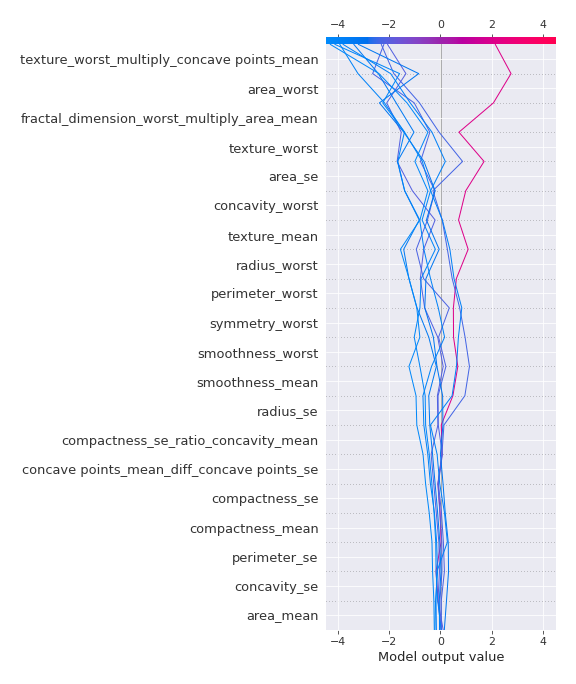 −4 −2 0 2 4
texture_worst_multiply_concave points_mean
area_worst
fractal_dimension_worst_multiply_area_mean
texture_worst
area_se
concavity_worst
texture_mean
radius_worst
perimeter_worst
symmetry_worst
smoothness_worst
smoothness_mean
radius_se
compactness_se_ratio_concavity_mean
concave points_mean_diff_concave points_se
compactness_se
compactness_mean
perimeter_se
concavity_se
area_mean
−4 −2 0 2 4
Model output value